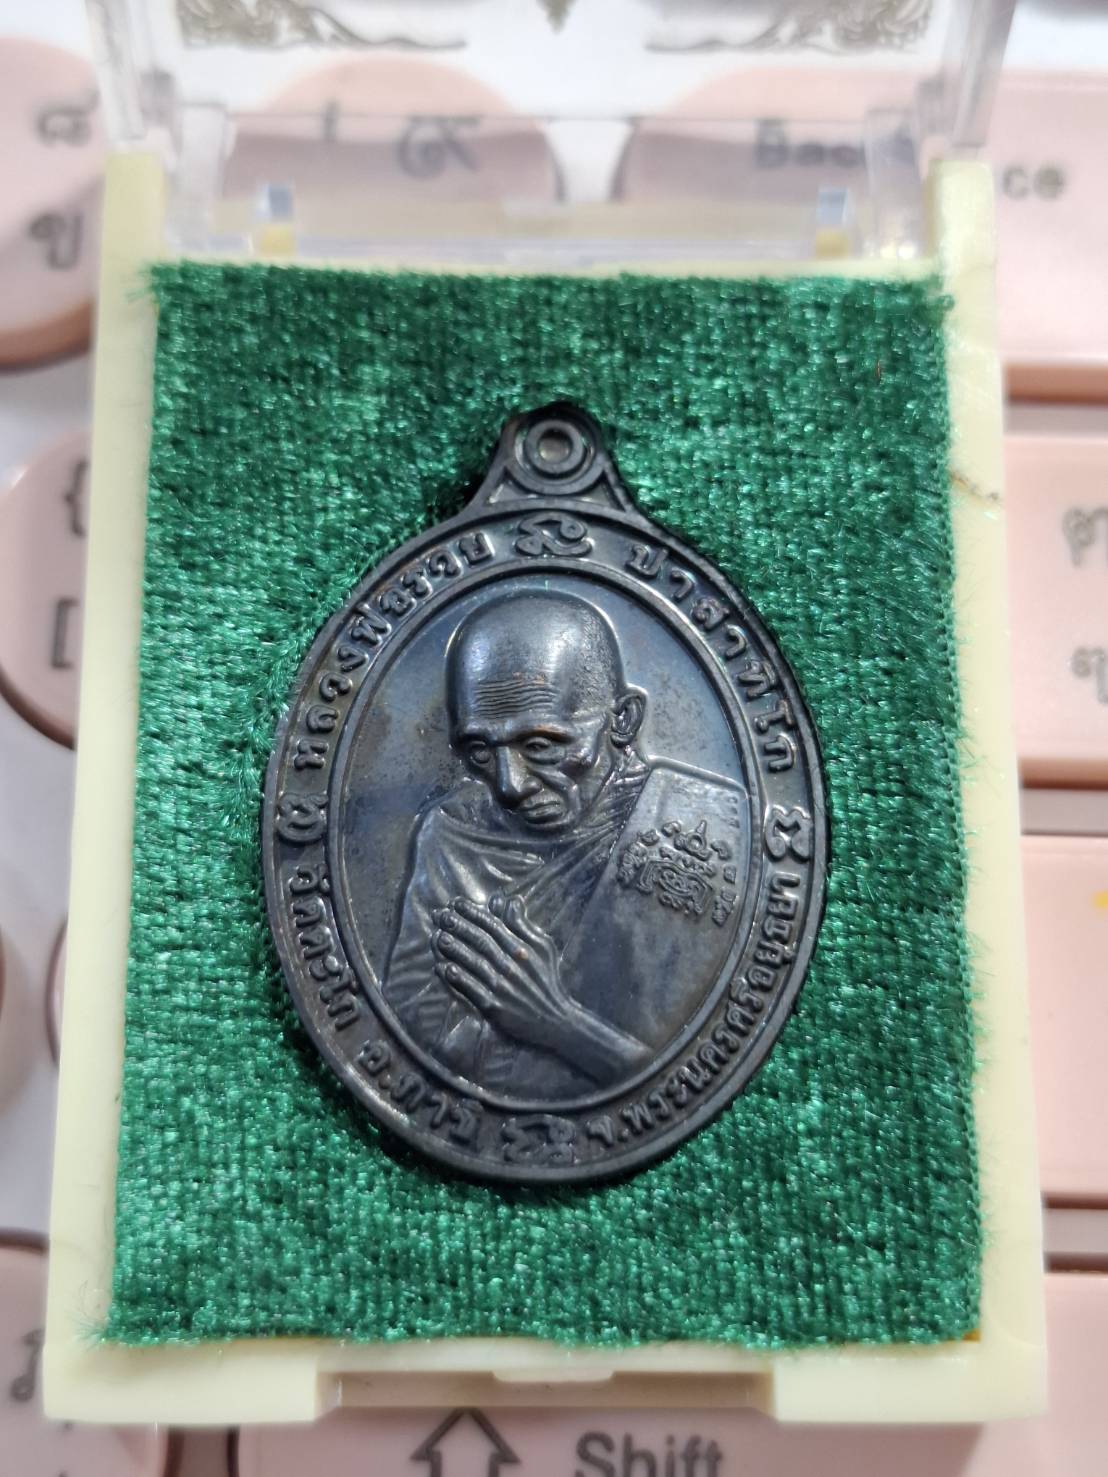 หลวงพ่อรวย ปาสาทิโก
วัดตะโก อ.ภาชี จ.พระนครศรีอยุธยา
Shift